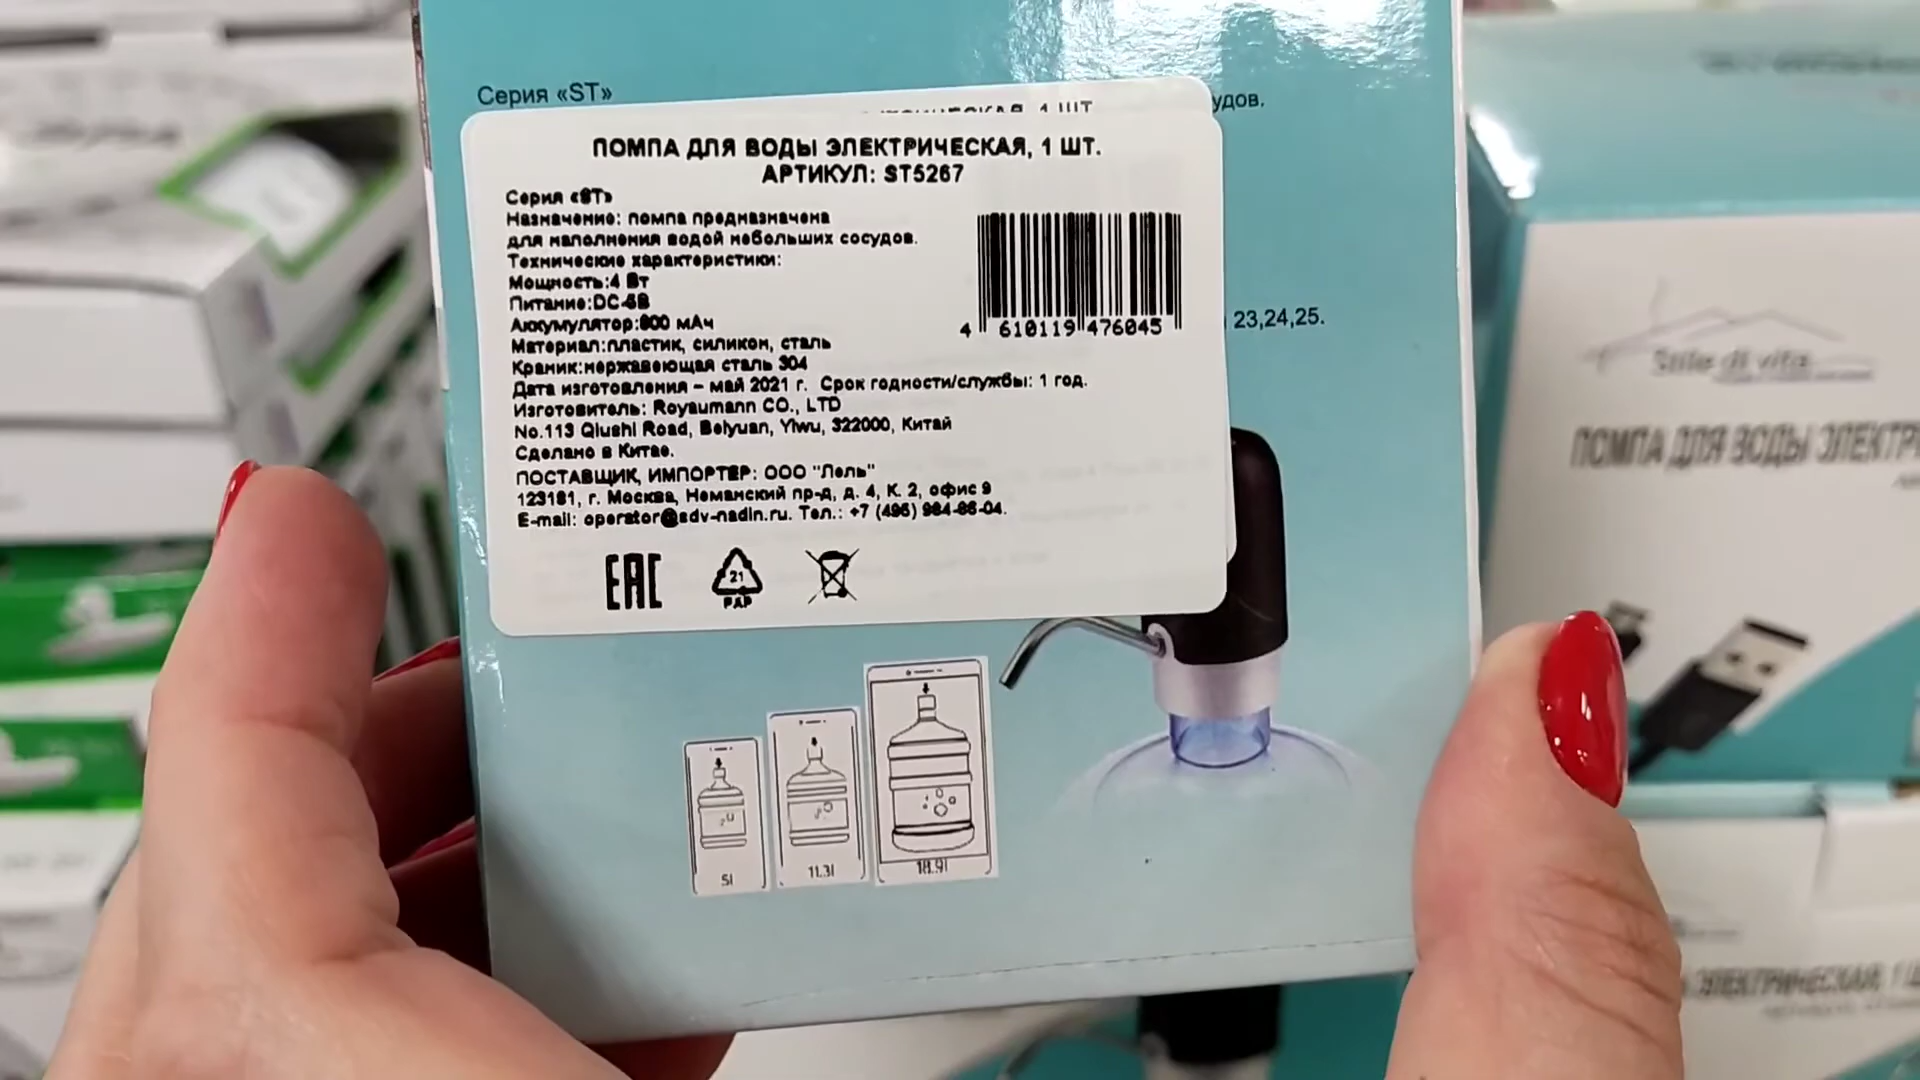 Серия «ST»
удов.
ПОМПА ДЛЯ ВОДЫ ЭЛЕКТРИЧЕСКАЯ, 1 ШТ.
АРТИКУЛ: ST5267
Серия «ST»
Назначение: помпа предназначена
для наполнения водой небольших сосудов.
Технические характеристики:
Мощность:4 Вт
Питание:DC-5В
Аккумулятор:800 мАч
Материал:пластик, силикон, сталь
Краник:нержавеющая сталь 304
Дата изготовления – май 2021 г. Срок годности/службы: 1 год.
Изготовитель: Royaumann CO., LTD
No.113 Qiushi Road, Beiyuan, Yiwu, 322000, Китай
Сделано в Китае.
ПОСТАВЩИК, ИМПОРТЕР: ООО "Лель"
123181, г. Москва, Неманский пр-д, д. 4, К. 2, офис 9
E-mail: operator@sdv-nadin.ru. Тел.: +7 (495) 984-86-04.
4 610119 476045
23,24,25.
EAC
21
PAP
5l
11.3l
18.9l
Stile di vita
ПОМПА ДЛЯ ВОДЫ ЭЛЕКТР
ЭЛЕКТРИЧЕСКАЯ, 1